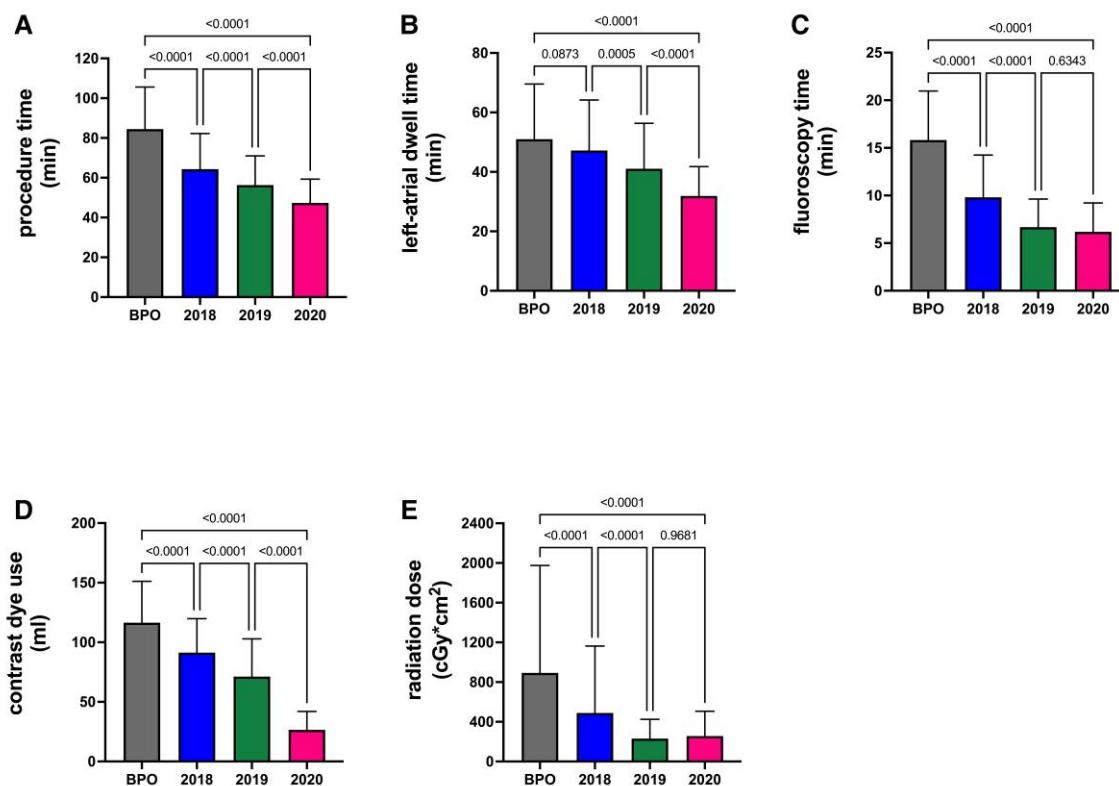 A
procedure time
(min)
<0.0001
<0.0001 <0.0001 <0.0001
120
100
80
60
40
20
0
BPO 2018 2019 2020
B
left-atrial dwell time
(min)
<0.0001
0.0873 0.0005 <0.0001
80
60
40
20
0
BPO 2018 2019 2020
C
fluoroscopy time
(min)
<0.0001
<0.0001 <0.0001 0.6343
25
20
15
10
5
0
BPO 2018 2019 2020
D
contrast dye use
(ml)
<0.0001
<0.0001 <0.0001 <0.0001
200
150
100
50
0
BPO 2018 2019 2020
E
radiation dose
(cGy*cm²)
<0.0001
<0.0001 <0.0001 0.9681
2400
2000
1600
1200
800
400
0
BPO 2018 2019 2020